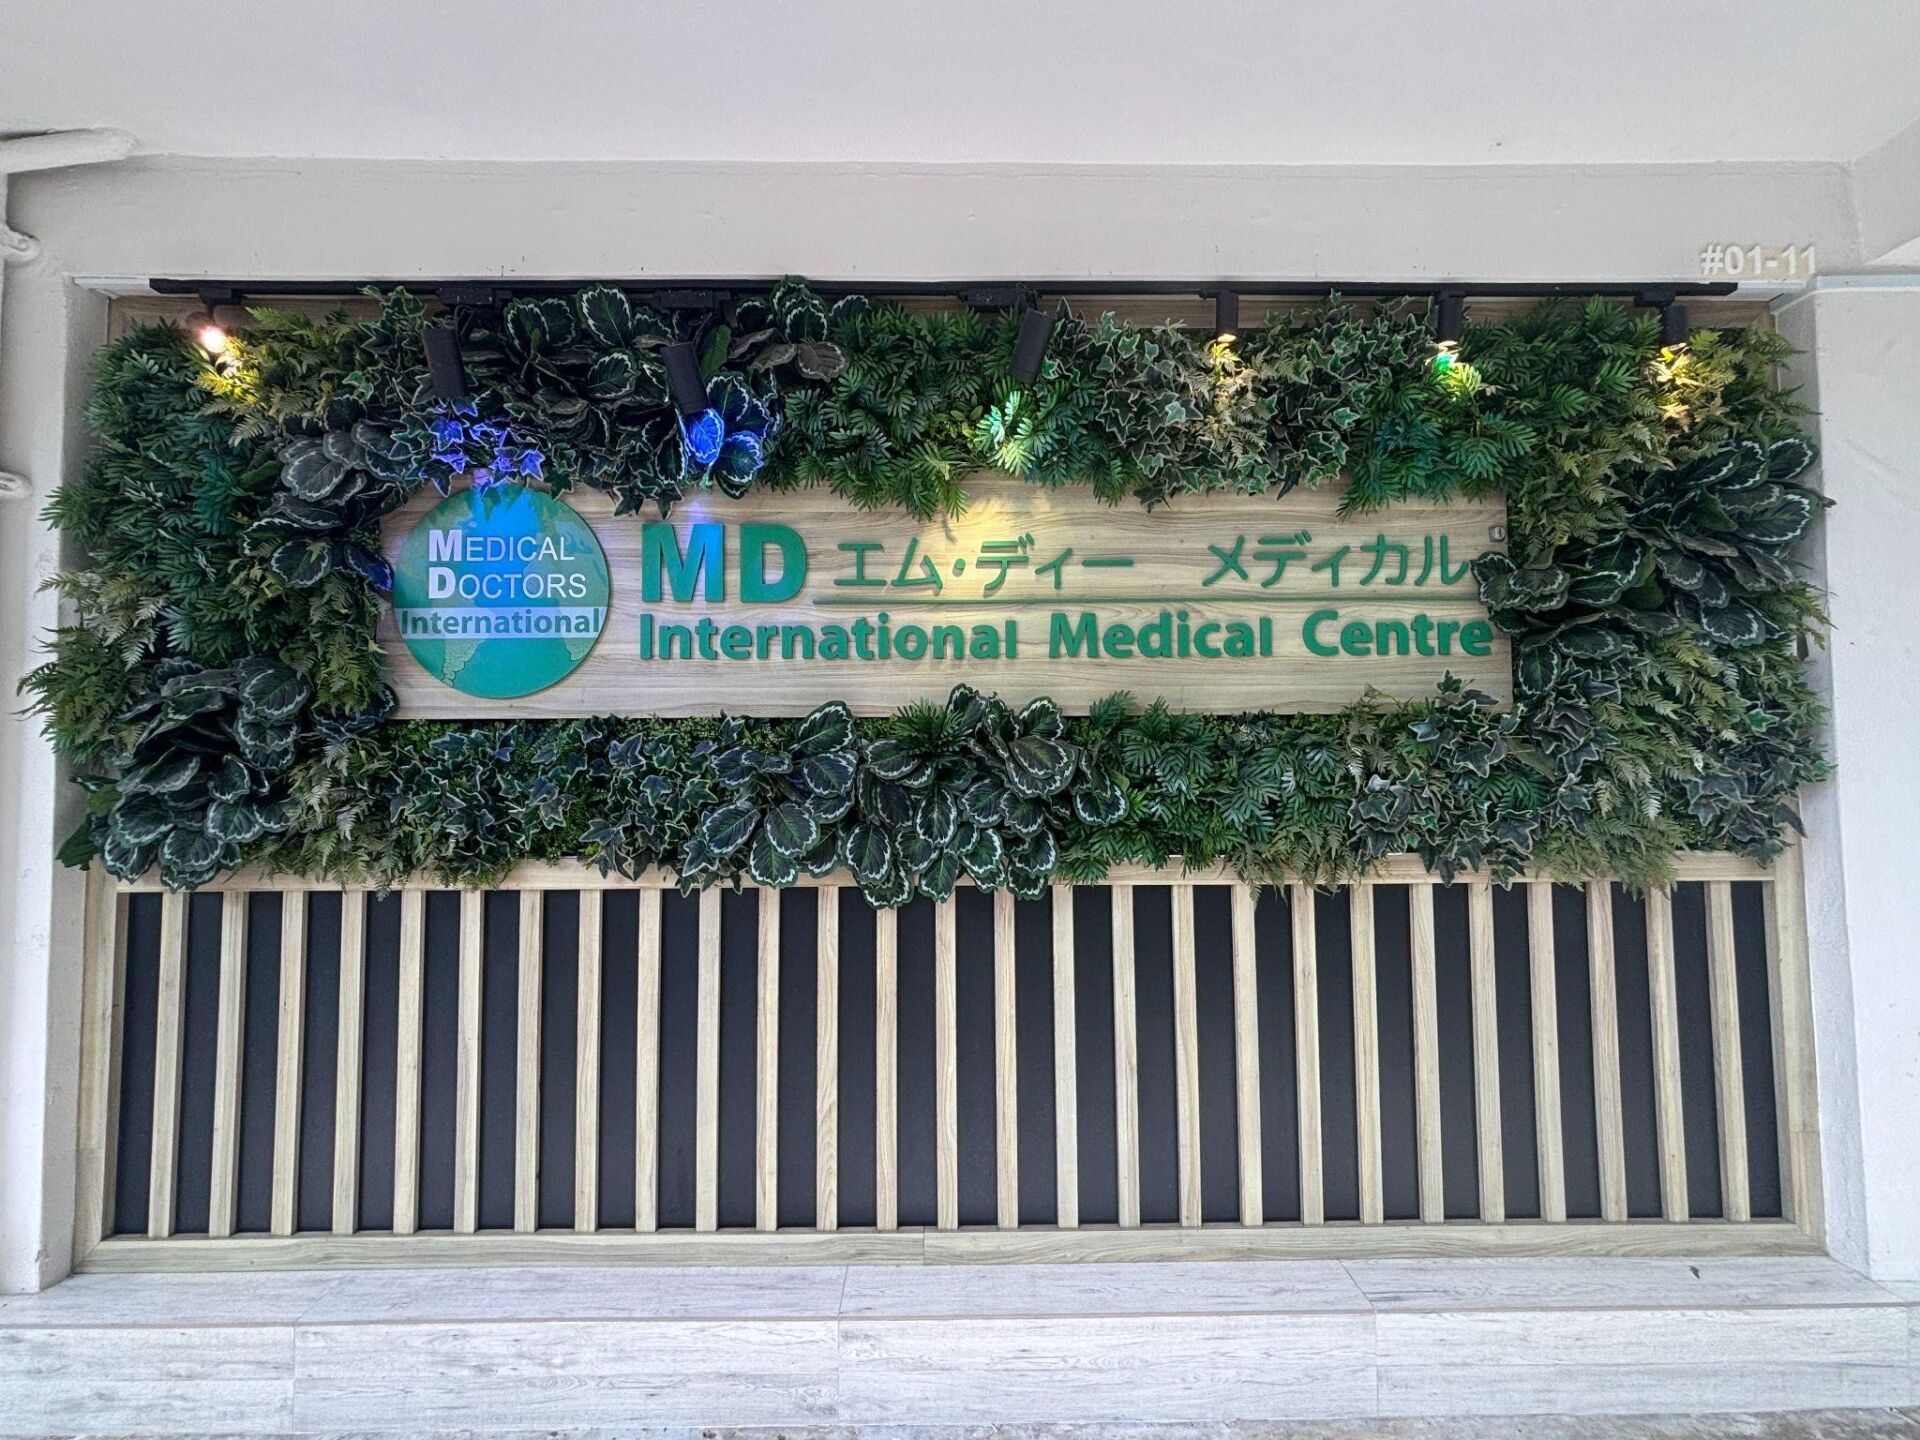 #01-11
MEDICAL
DOCTORS
International
MD エム・ディー メディカル
International Medical Centre